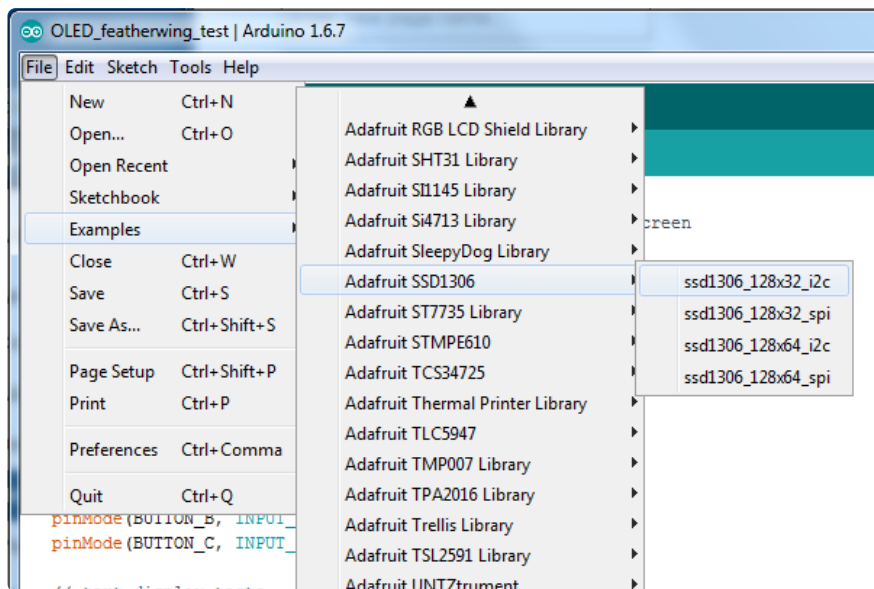 OLED_featherwing_test | Arduino 1.6.7
File Edit Sketch Tools Help
New Ctrl+N
Open... Ctrl+O
Open Recent
Sketchbook
Examples
Close Ctrl+W
Save Ctrl+S
Save As... Ctrl+Shift+S
Page Setup Ctrl+Shift+P
Print Ctrl+P
Preferences Ctrl+Comma
Quit Ctrl+Q
Adafruit RGB LCD Shield Library
Adafruit SHT31 Library
Adafruit SI1145 Library
Adafruit Si4713 Library
Adafruit SleepyDog Library
Adafruit SSD1306
Adafruit ST7735 Library
Adafruit STMPE610
Adafruit TCS34725
Adafruit Thermal Printer Library
Adafruit TLC5947
Adafruit TMP007 Library
Adafruit TPA2016 Library
Adafruit Trellis Library
Adafruit TSL2591 Library
Adafruit UNTZtrument
ssd1306_128x32_i2c
ssd1306_128x32_spi
ssd1306_128x64_i2c
ssd1306_128x64_spi
creen
pinMode(BUTTON_B, INPUT_
pinMode(BUTTON_C, INPUT_